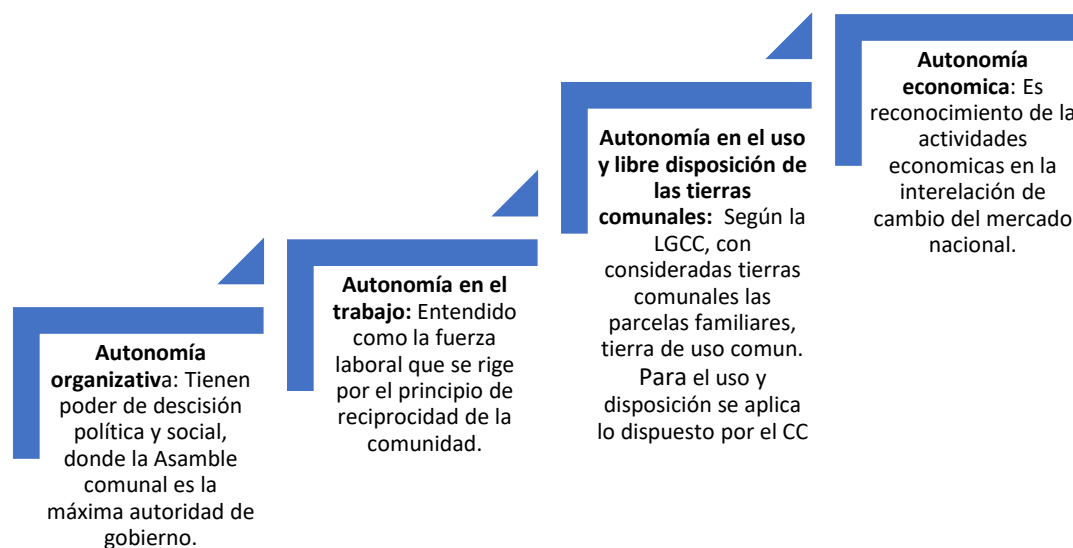 Autonomía
organizativa: Tienen
poder de descisión
política y social,
donde la Asamble
comunal es la
máxima autoridad de
gobierno.
Autonomía en el
trabajo: Entendido
como la fuerza
laboral que se rige
por el principio de
reciprocidad de la
comunidad.
Autonomía en el uso
y libre disposición de
las tierras
comunales: Según la
LGCC, con
consideradas tierras
comunales las
parcelas familiares,
tierra de uso comun.
Para el uso y
disposición se aplica
lo dispuesto por el CC
Autonomía
economica: Es
reconocimiento de la
actividades
economicas en la
interelación de
cambio del mercado
nacional.